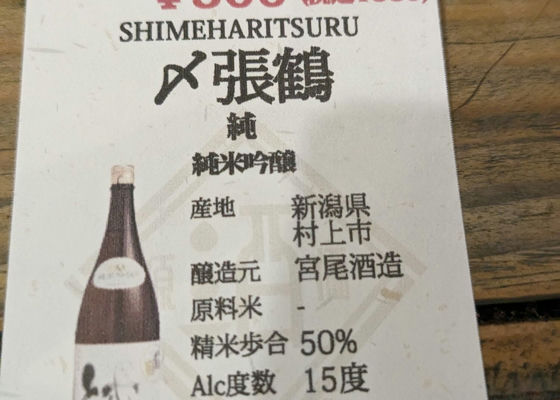 SHIMEHARITSURU
〆張鶴
純
純米吟醸
産地 新潟県
村上市
醸造元 宮尾酒造
原料米 -
精米歩合 50%
Alc度数 15度